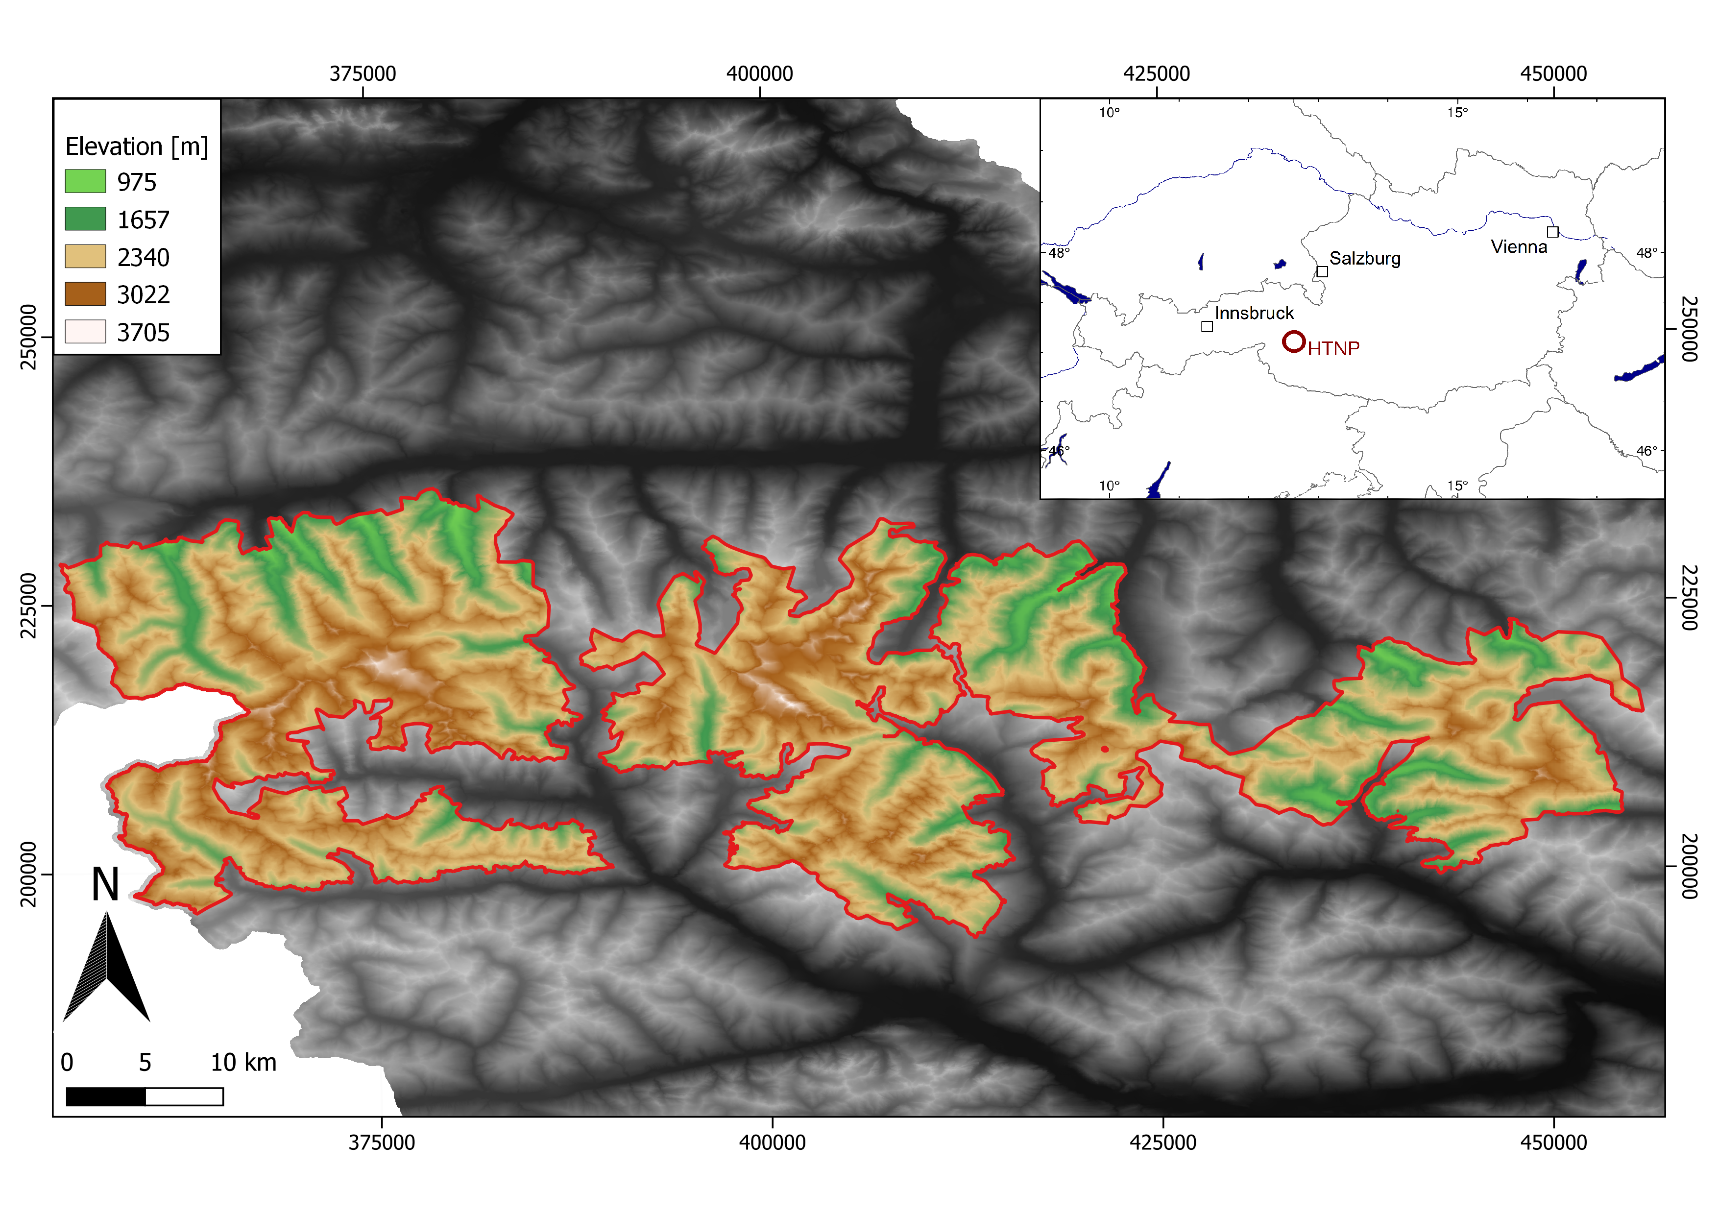 375000 400000 425000 450000
Elevation [m]
975
1657
2340
3022
3705
10° 15°
48° Vienna 48°
Salzburg
Innsbruck
HTNP
46° 46°
10° 15°
250000 250000
225000 225000
200000 200000
N
0 5 10 km
375000 400000 425000 450000